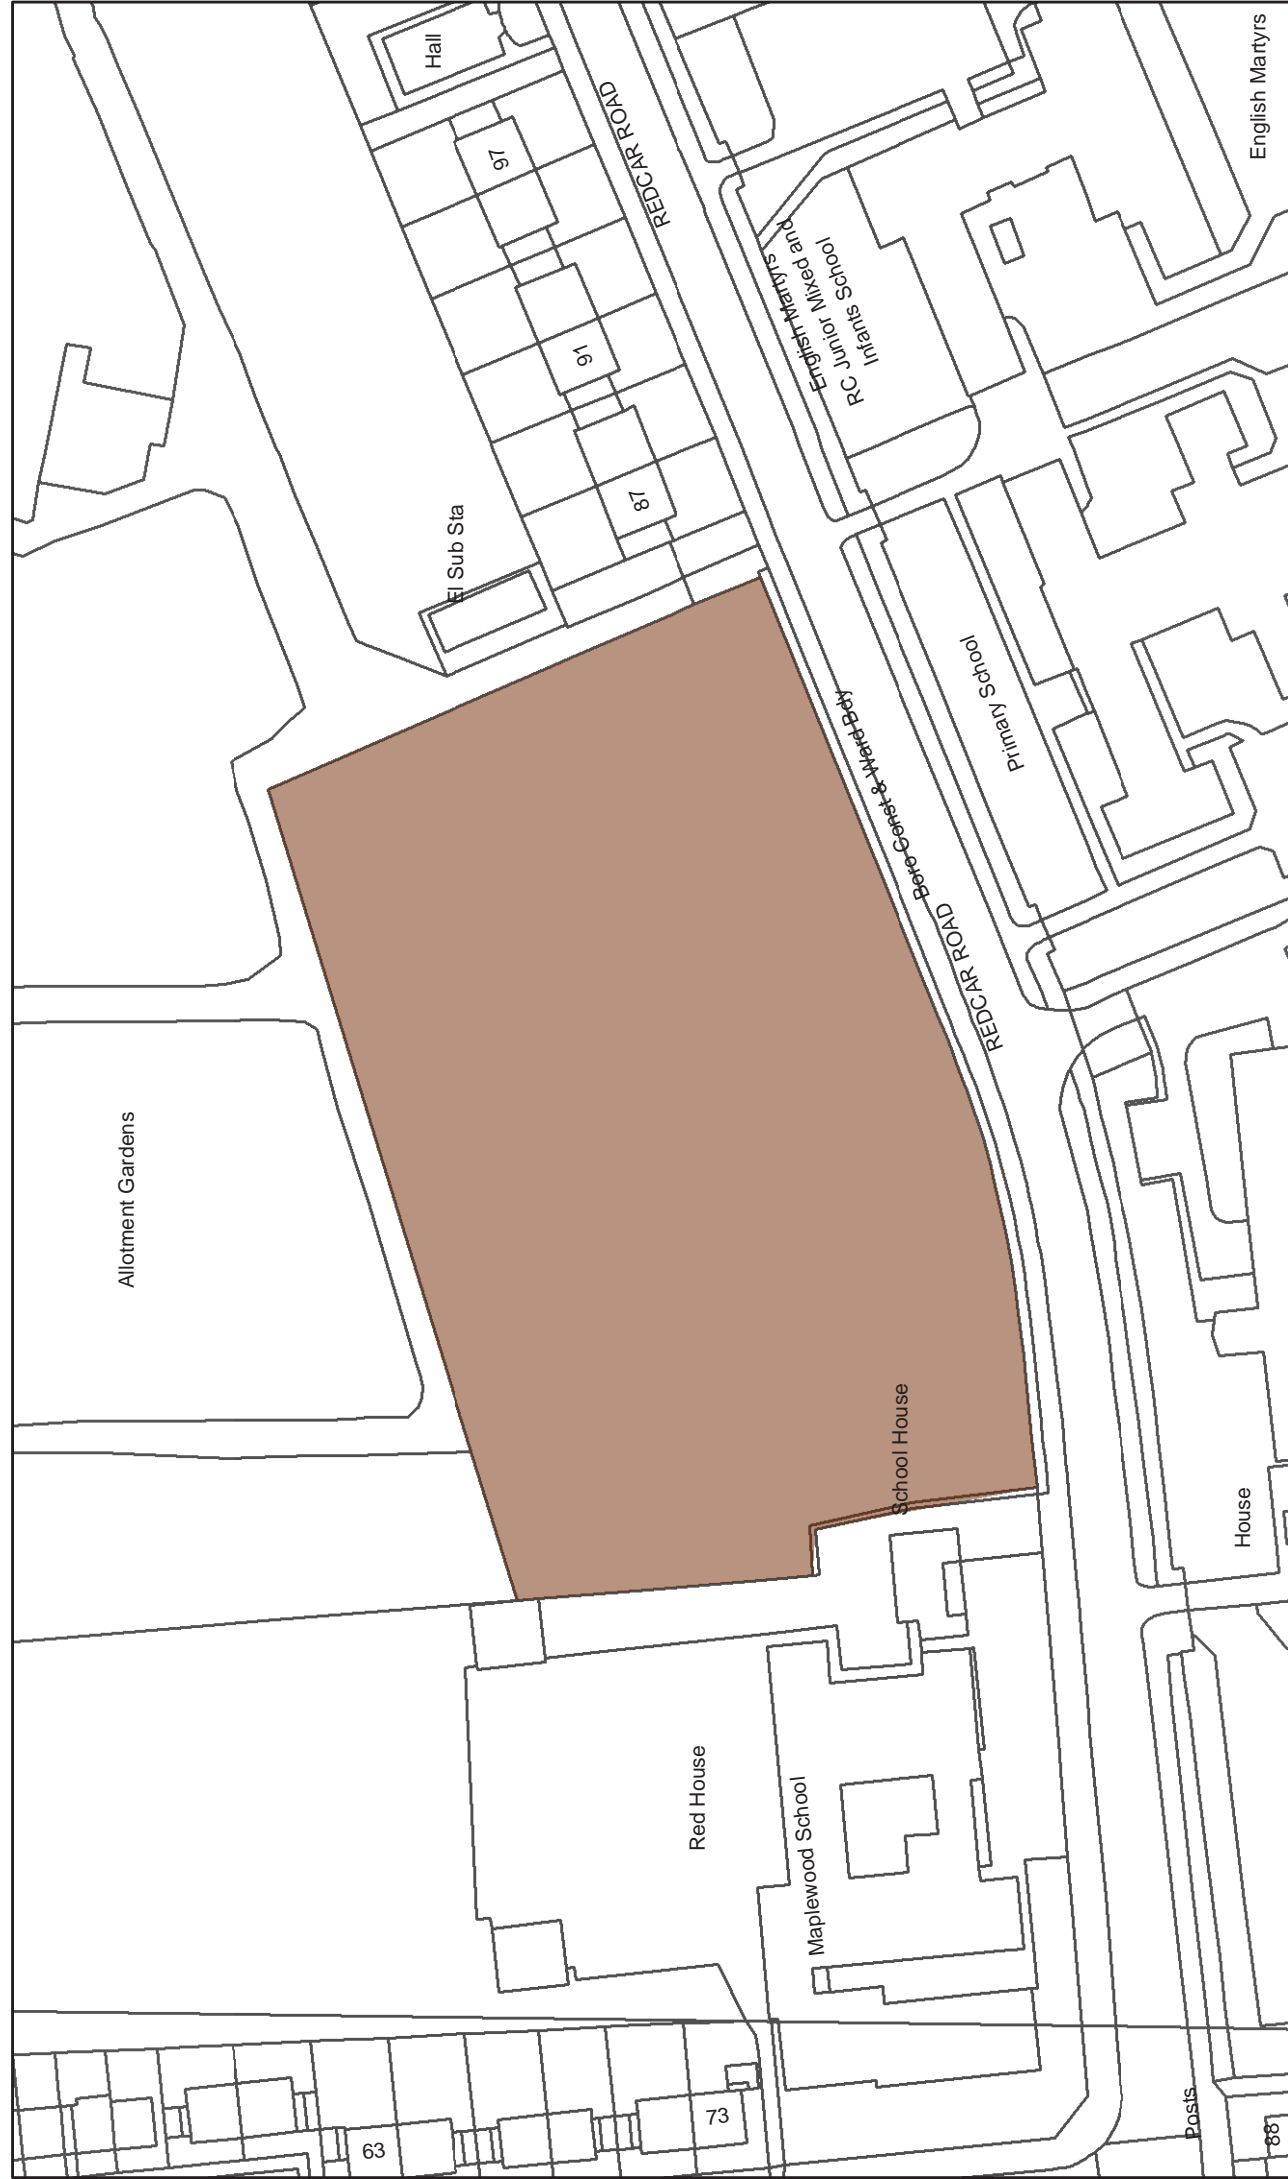 Hall
97
REDCAR ROAD
English Martyrs
91
87
English Martyrs
RC Junior Mixed and
Infants School
El Sub Sta
Primary School
Boro Const & Ward Bdy
REDCAR ROAD
Allotment Gardens
School House
House
Red House
Maplewood School
63
73
Posts
88